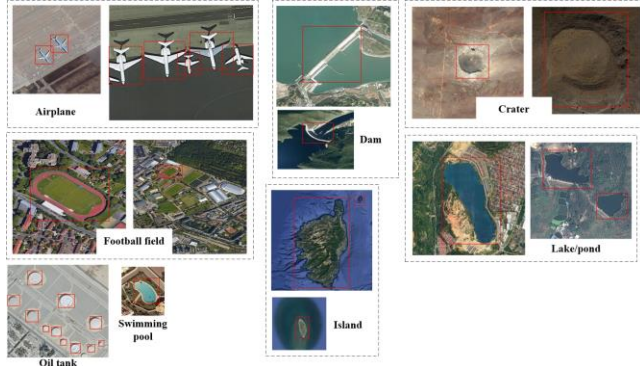 Airplane
Dam
Crater
Football field
Lake/pond
Oil tank
Swimming
pool
Island